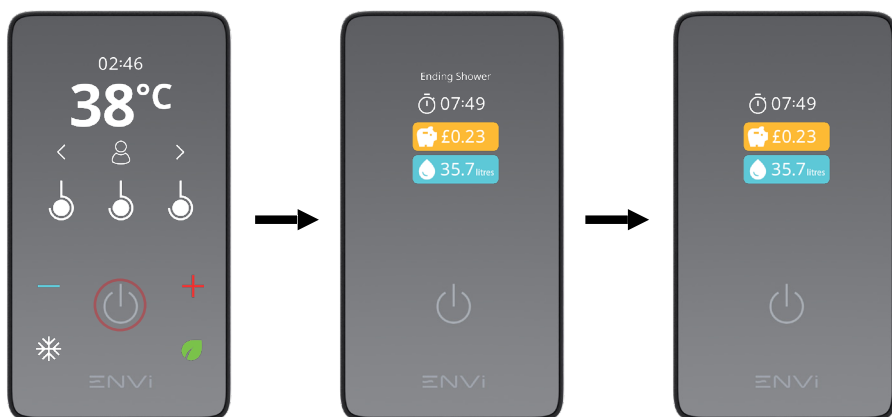 02:46
38°C
ENVi
Ending Shower
07:49
£0.23
35.7 litres
ENVi
07:49
£0.23
35.7 litres
ENVi